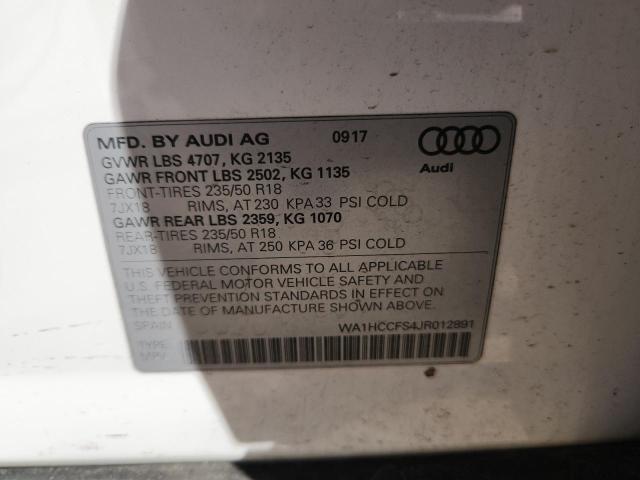 MFD. BY AUDI AG 0917
GVWR LBS 4707, KG 2135
GAWR FRONT LBS 2502, KG 1135
FRONT-TIRES 235/50 R18
7JX18 RIMS, AT 230 KPA 33 PSI COLD
GAWR REAR LBS 2359, KG 1070
REAR-TIRES 235/50 R18
7JX18 RIMS, AT 250 KPA 36 PSI COLD
Audi
THIS VEHICLE CONFORMS TO ALL APPLICABLE
U.S. FEDERAL MOTOR VEHICLE SAFETY AND
THEFT PREVENTION STANDARDS IN EFFECT ON
THE DATE OF MANUFACTURE SHOWN ABOVE.
SPAIN WA1HCCFS4JR012891
TYPE:
MPV